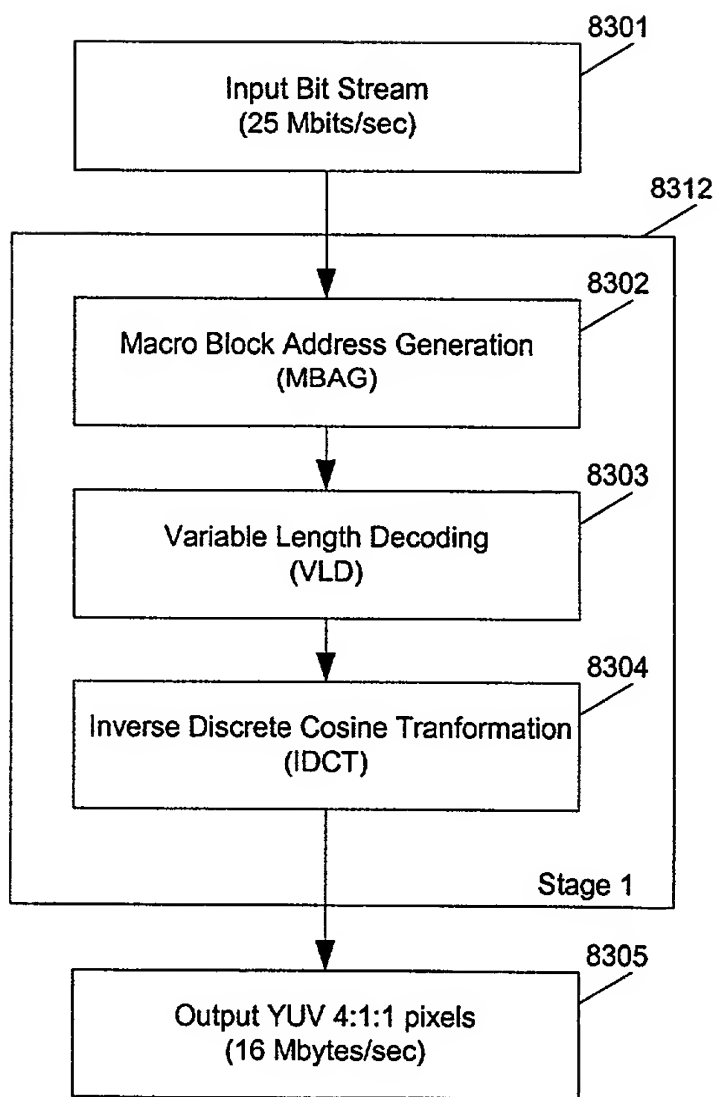 8301
Input Bit Stream
(25 Mbits/sec)
8312
8302
Macro Block Address Generation
(MBAG)
8303
Variable Length Decoding
(VLD)
8304
Inverse Discrete Cosine Tranformation
(IDCT)
Stage 1
8305
Output YUV 4:1:1 pixels
(16 Mbytes/sec)